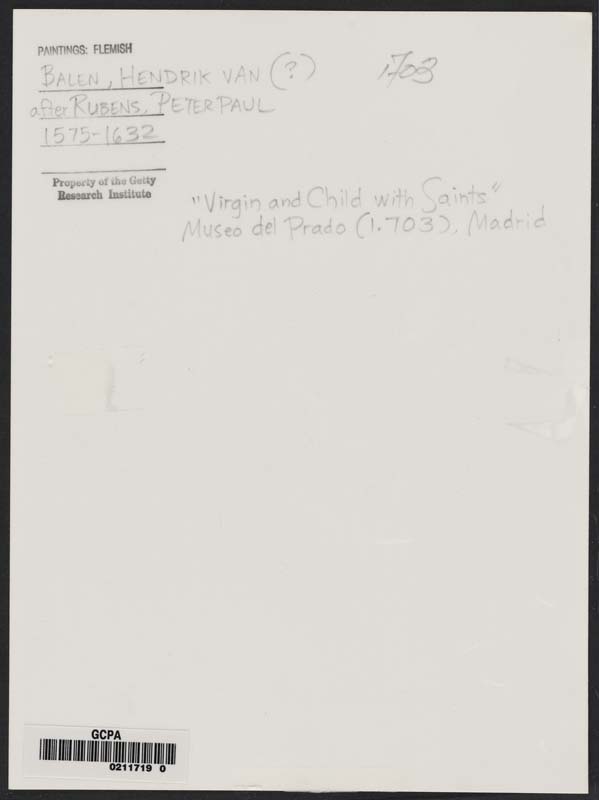 PAINTINGS: FLEMISH
BALEN, HENDRIK VAN (?)
1703
after RUBENS, PETER PAUL
1575-1632
Property of the Getty
Research Institute
"Virgin and Child with Saints"
Museo del Prado (1.703), Madrid
GCPA
0211719 0